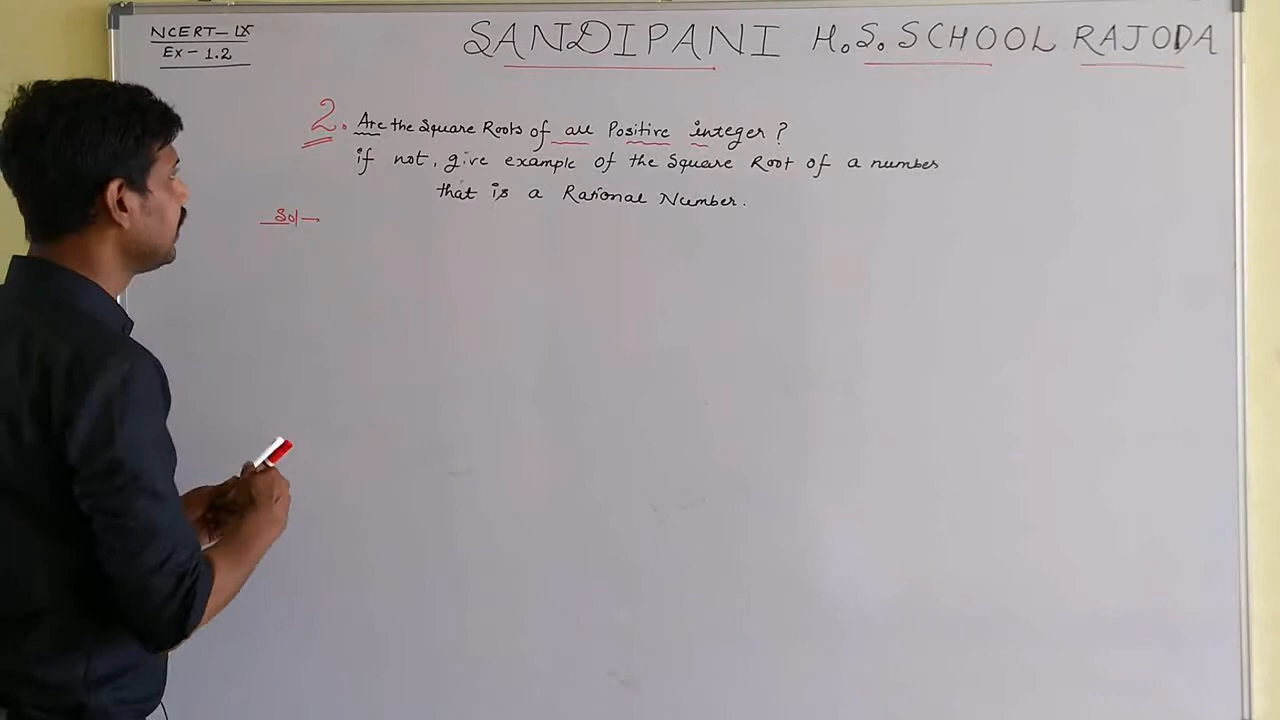 NCERT-IX
Ex-1.2
SANDIPANI H.S. SCHOOL RAJODA
2. Are the Square Roots of all Positive integer?
if not, give example of the Square Root of a number
that is a Rational Number.
Sol→